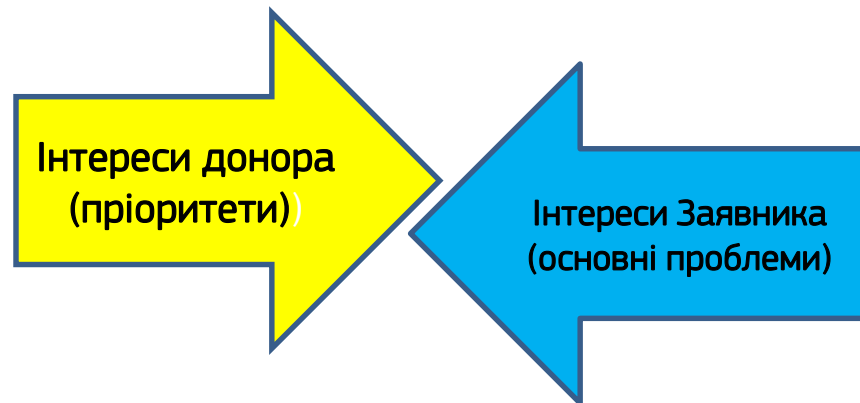 Інтереси донора
(пріоритети))
Інтереси Заявника
(основні проблеми)